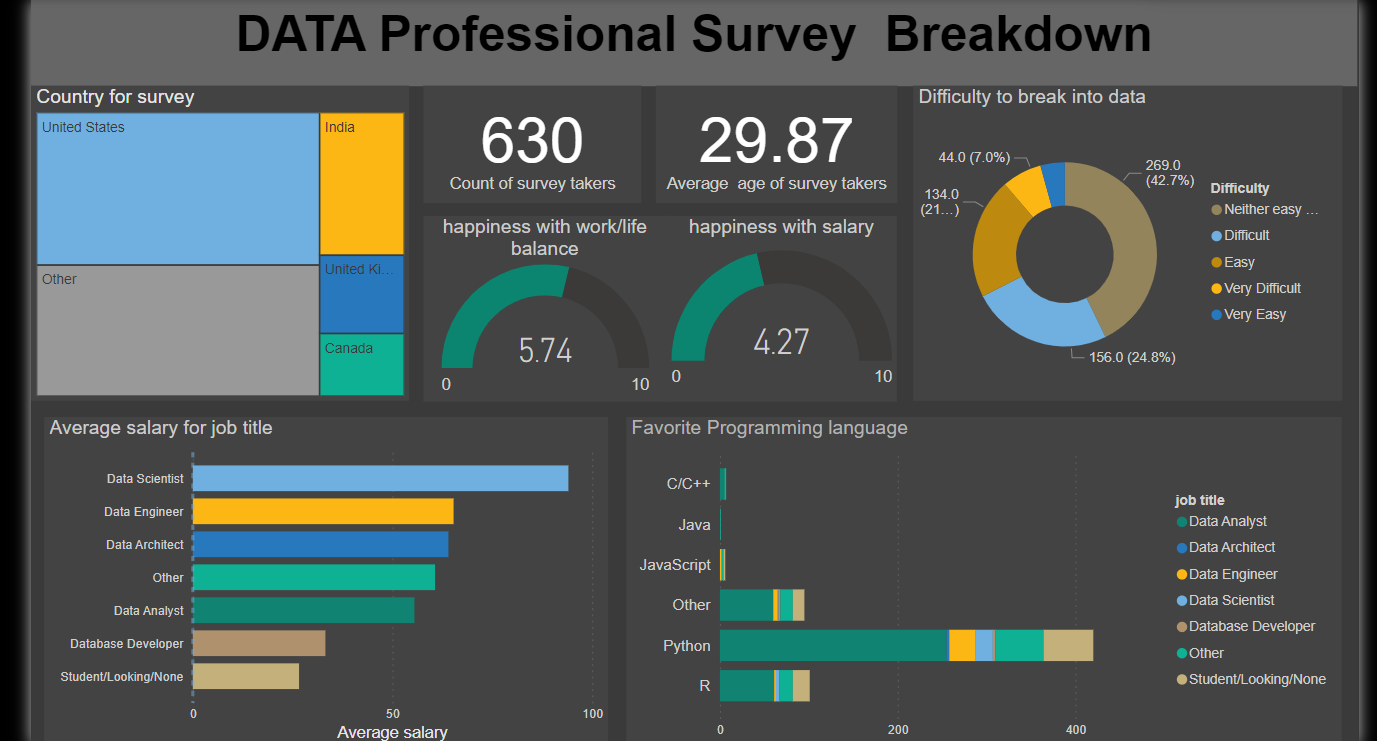 DATA Professional Survey Breakdown
Country for survey
United States
India
Other
United Ki...
Canada
630
Count of survey takers
29.87
Average age of survey takers
happiness with work/life
balance
5.74
0
10
happiness with salary
4.27
0
10
Difficulty to break into data
44.0 (7.0%)
269.0
(42.7%)
134.0
(21...)
156.0 (24.8%)
Difficulty
Neither easy ...
Difficult
Easy
Very Difficult
Very Easy
Average salary for job title
Data Scientist
Data Engineer
Data Architect
Other
Data Analyst
Database Developer
Student/Looking/None
0
50
100
Average salary
Favorite Programming language
C/C++
Java
JavaScript
Other
Python
R
0
200
400
job title
Data Analyst
Data Architect
Data Engineer
Data Scientist
Database Developer
Other
Student/Looking/None